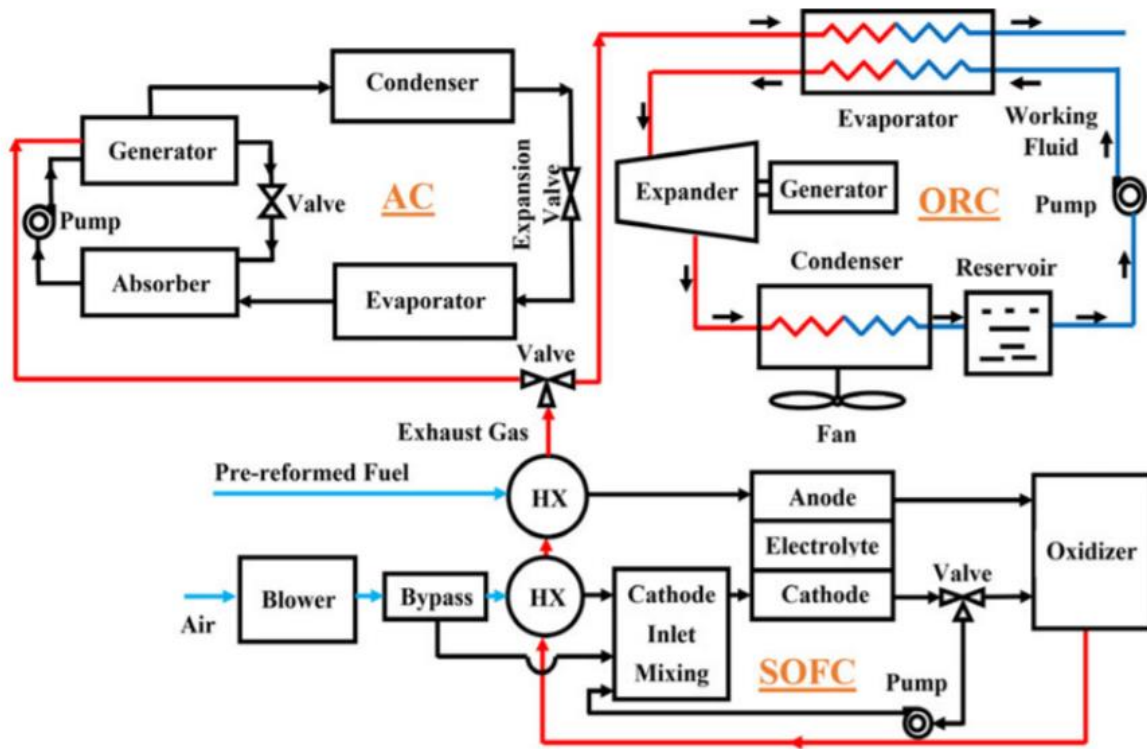 Condenser
Generator
Pump
Valve
AC
Expansion
Valve
Absorber
Evaporator
Valve
Evaporator
Working
Fluid
Expander
Generator
ORC
Pump
Condenser
Reservoir
Fan
Exhaust Gas
Pre-reformed Fuel
HX
Anode
Electrolyte
Cathode
Oxidizer
Valve
Air
Blower
Bypass
HX
Cathode
Inlet
Mixing
SOFC
Pump